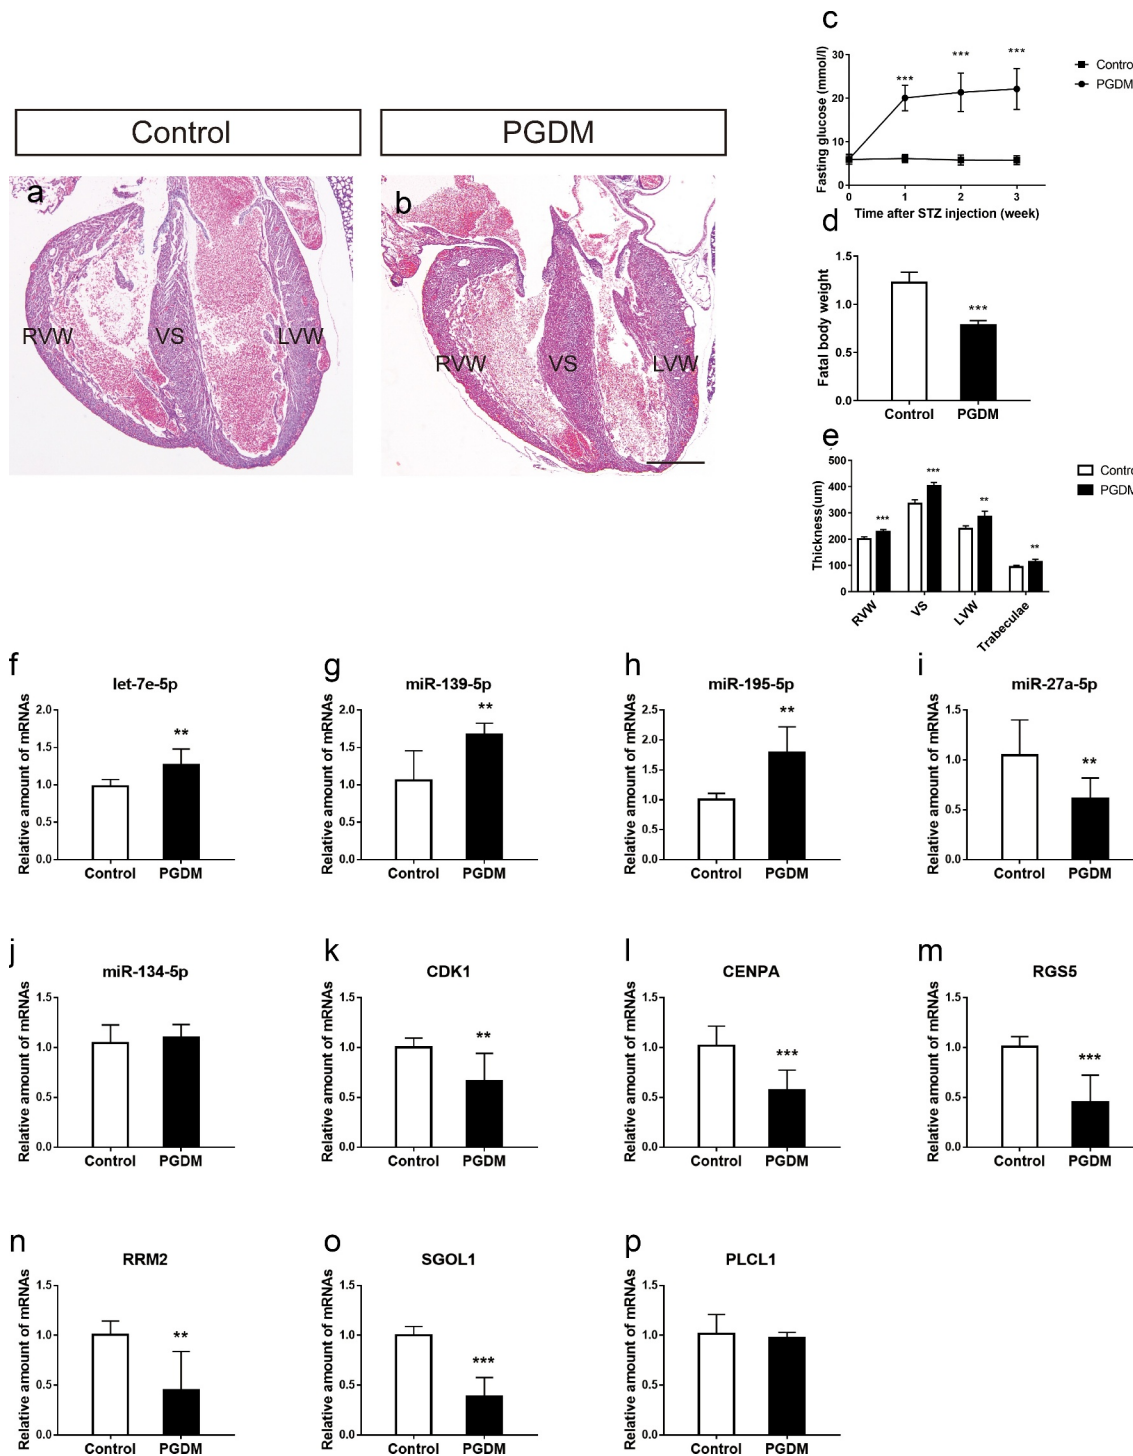 Control
PGDM
a
RVW
VS
LVW
b
RVW
VS
LVW
c
Fasting glucose (mmol/l)
30
20
10
0
***
***
***
0
1
2
3
Time after STZ injection (week)
Contro
PGDM
d
Fatal body weight
1.5
1.0
0.5
0.0
***
Control
PGDM
e
Thickness(um)
500
400
300
200
100
0
***
***
**
**
RVW
VS
LVW
Trabeculae
Contro
PGDM
f
let-7e-5p
Relative amount of mRNAs
2.0
1.5
1.0
0.5
0.0
**
Control
PGDM
g
miR-139-5p
Relative amount of mRNAs
2.0
1.5
1.0
0.5
0.0
**
Control
PGDM
h
miR-195-5p
Relative amount of mRNAs
2.5
2.0
1.5
1.0
0.5
0.0
**
Control
PGDM
i
miR-27a-5p
Relative amount of mRNAs
1.5
1.0
0.5
0.0
**
Control
PGDM
j
miR-134-5p
Relative amount of mRNAs
1.5
1.0
0.5
0.0
Control
PGDM
k
CDK1
Relative amount of mRNAs
1.5
1.0
0.5
0.0
**
Control
PGDM
l
CENPA
Relative amount of mRNAs
1.5
1.0
0.5
0.0
***
Control
PGDM
m
RGS5
Relative amount of mRNAs
1.5
1.0
0.5
0.0
***
Control
PGDM
n
RRM2
Relative amount of mRNAs
1.5
1.0
0.5
0.0
**
Control
PGDM
o
SGOL1
Relative amount of mRNAs
1.5
1.0
0.5
0.0
***
Control
PGDM
p
PLCL1
Relative amount of mRNAs
1.5
1.0
0.5
0.0
Control
PGDM